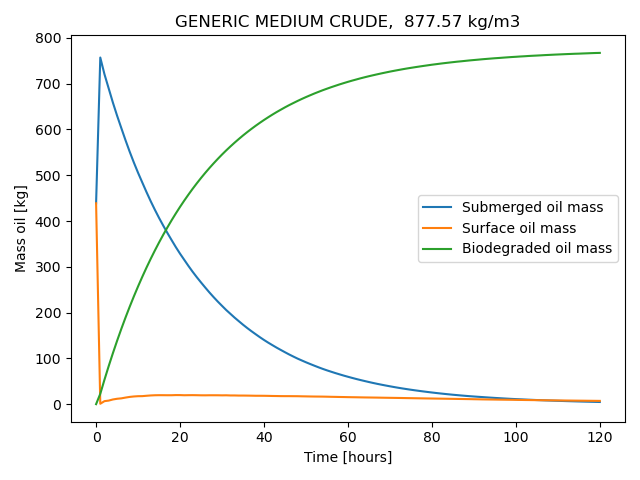 GENERIC MEDIUM CRUDE,  877.57 kg/m3
Mass oil [kg]
800
700
600
500
400
300
200
100
0
Submerged oil mass
Surface oil mass
Biodegraded oil mass
0 20 40 60 80 100 120
Time [hours]